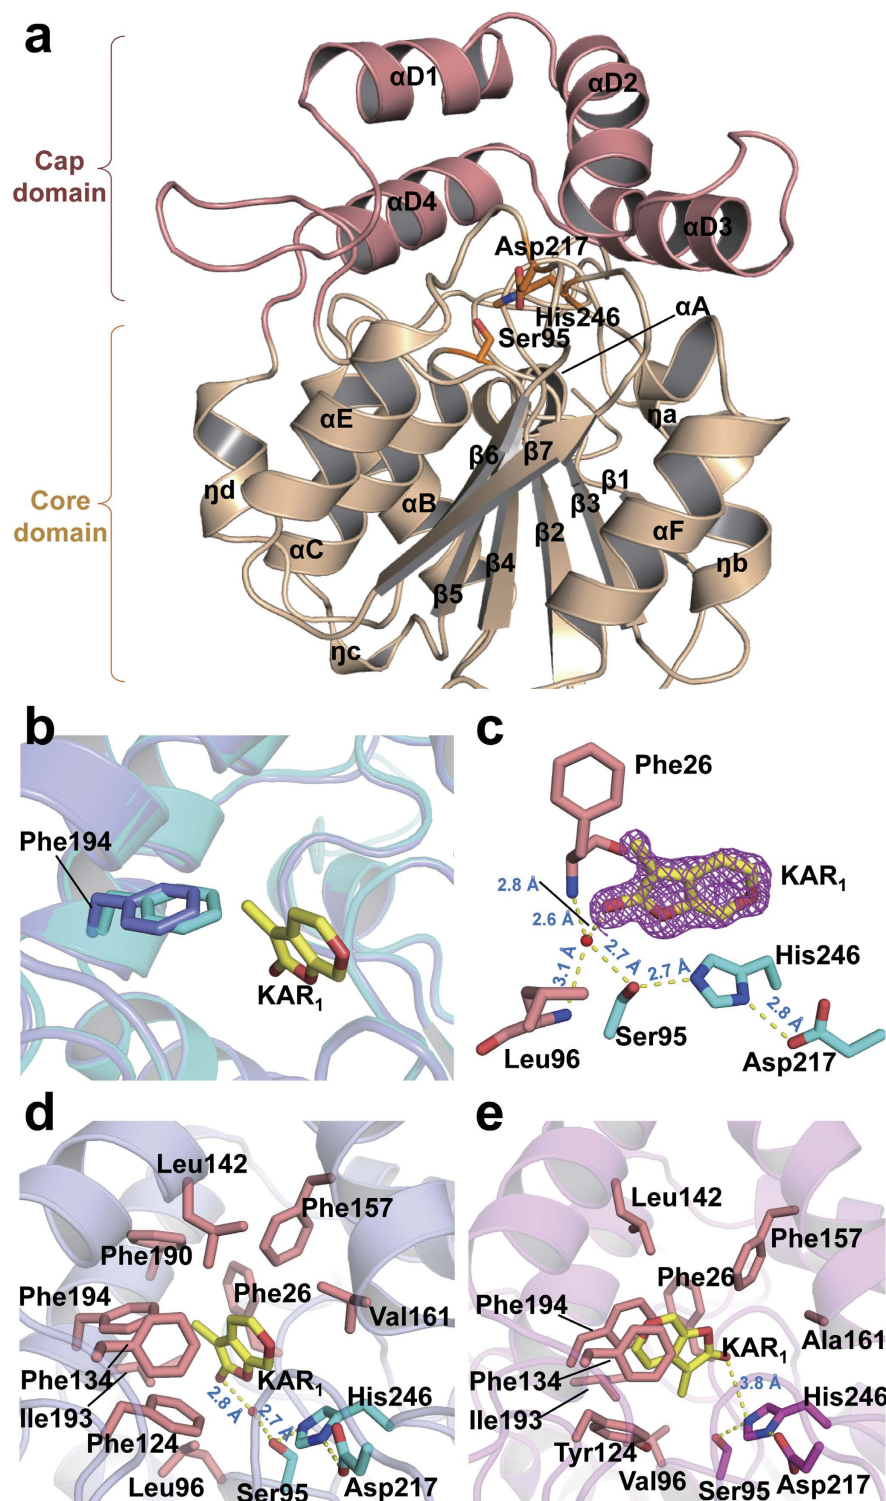 a
αD1
αD2
Cap
domain
αD4
αD3
Asp217
His246
αA
Ser95
αE
ŋa
β6
β7
β1
Core
domain
ŋd
αB
β3
αF
αC
β2
β4
ŋb
β5
ŋc
b
Phe194
KAR1
c
Phe26
KAR1
2.8 Å
2.6 Å
3.1 Å
2.7 Å
2.7 Å
His246
2.8 Å
Leu96
Ser95
Asp217
d
Leu142
Phe157
Phe190
Phe26
Phe194
Val161
Phe134
KAR1
2.8 Å
2.7 Å
His246
Ile193
Phe124
Leu96
Ser95
Asp217
e
Leu142
Phe157
Phe26
Phe194
KAR1
Ala161
Phe134
3.8 Å
His246
Ile193
Tyr124
Val96
Ser95
Asp217